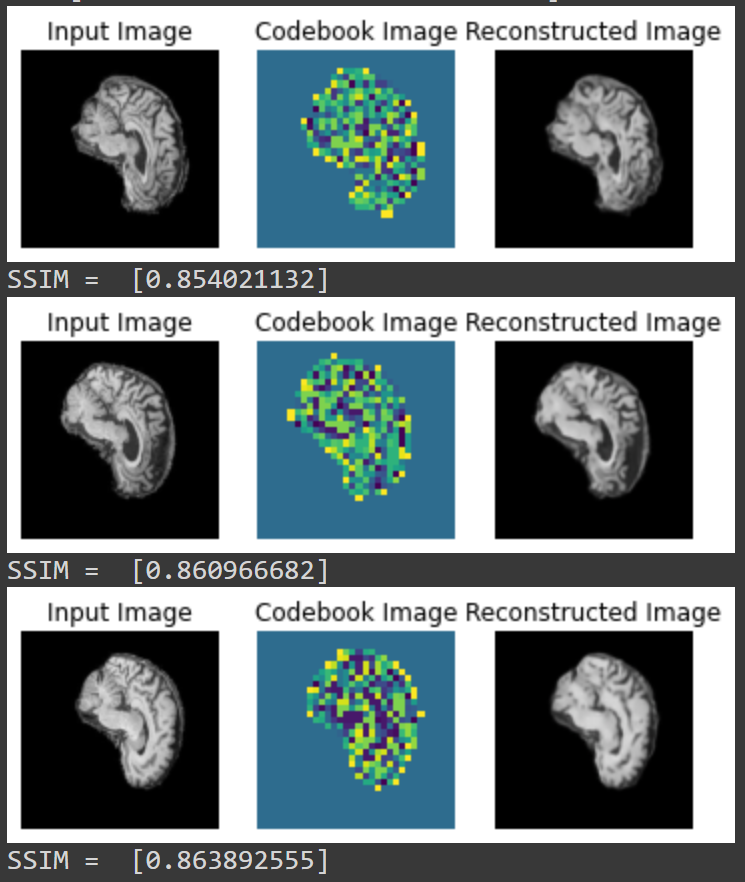 Input Image Codebook Image Reconstructed Image
SSIM = [0.854021132]
Input Image Codebook Image Reconstructed Image
SSIM = [0.860966682]
Input Image Codebook Image Reconstructed Image
SSIM = [0.863892555]